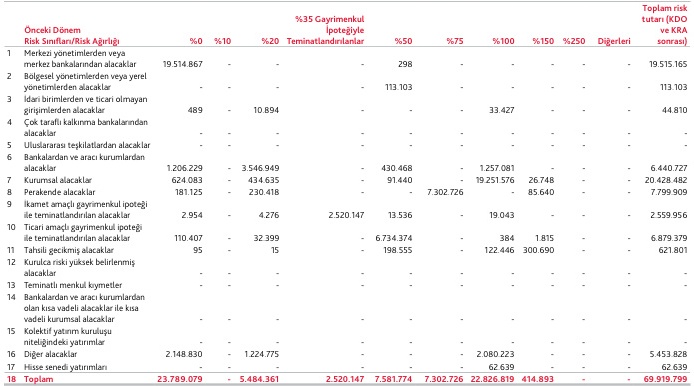 %35 Gayrimenkul Toplam risk
Önceki Dönem İpoteğiyle tutarı (KDO ve KRA
Risk Sınıfları/Risk Ağırlığı %0 %10 %20 Teminatlandırılanlar %50 %75 %100 %150 %250 Diğerleri sonrası)
1 Merkezi yönetimlerden veya
merkez bankalarından alacaklar 19.514.867 - - - 298 - - - - - 19.515.165
2 Bölgesel yönetimlerden veya yerel
yönetimlerden alacaklar - - - - 113.103 - - - - - 113.103
3 İdari birimlerden ve ticari olmayan
girişimlerden alacaklar 489 - 10.894 - - - 33.427 - - - 44.810
4 Çok taraflı kalkınma bankalarından
alacaklar - - - - - - - - - - -
5 Uluslararası teşkilatlardan alacaklar - - - - - - - - - - -
6 Bankalardan ve aracı kurumlardan
alacaklar 1.206.229 - 3.546.949 - 430.468 - 1.257.081 - - - 6.440.727
7 Kurumsal alacaklar 624.083 - 434.635 - 91.440 - 19.251.576 26.748 - - 20.428.482
8 Perakende alacaklar 181.125 - 230.418 - - 7.302.726 - 85.640 - - 7.799.909
9 İkamet amaçlı gayrimenkul ipoteği
ile teminatlandırılan alacaklar 2.954 - 4.276 2.520.147 13.536 - 19.043 - - - 2.559.956
10 Ticari amaçlı gayrimenkul ipoteği
ile teminatlandırılan alacaklar 110.407 - 32.399 - 6.734.374 - 384 1.815 - - 6.879.379
11 Tahsili gecikmiş alacaklar 95 - 15 - 198.555 - 122.446 300.690 - - 621.801
12 Kurulca riski yüksek belirlenmiş
alacaklar - - - - - - - - - - -
13 Teminatlı menkul kıymetler - - - - - - - - - - -
14 Bankalardan ve aracı kurumlardan
olan kısa vadeli alacaklar ile kısa
vadeli kurumsal alacaklar - - - - - - - - - - -
15 Kolektif yatırım kuruluşu
niteliğindeki yatırımlar - - - - - - - - - - -
16 Diğer alacaklar 2.148.830 - 1.224.775 - - - 2.080.223 - - - 5.453.828
17 Hisse senedi yatırımları - - - - - - 62.639 - - - 62.639
18 Toplam 23.789.079 - 5.484.361 2.520.147 7.581.774 7.302.726 22.826.819 414.893 - - 69.919.799